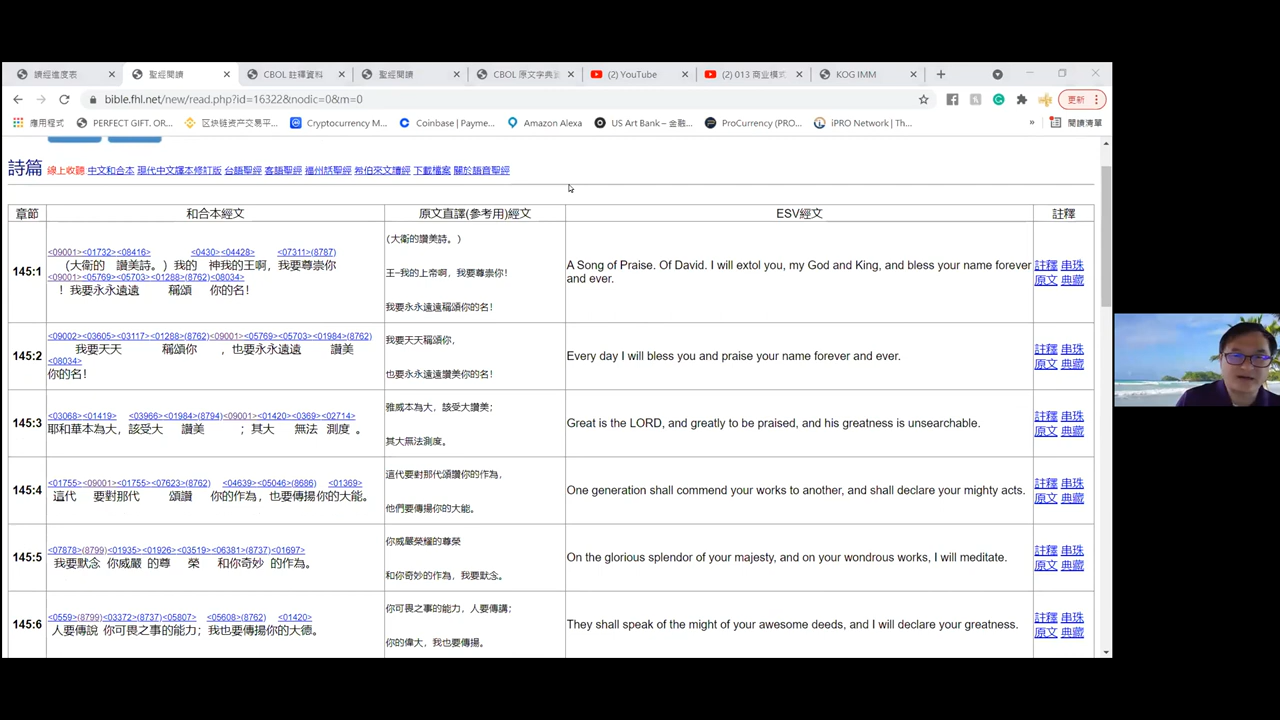 讀經進度表
聖經閱讀
CBOL 註釋資料
聖經閱讀
CBOL 原文字典
(2) YouTube
(2) 013 商业模式
KOG IMM
bible.fhl.net/new/read.php?id=16322&nodic=0&m=0
更新
應用程式
PERFECT GIFT. OR...
区块链资产交易平...
Cryptocurrency M...
Coinbase | Payme...
Amazon Alexa
US Art Bank – 金融...
ProCurrency (PRO...
iPRO Network | Th...
»
閱讀清單
詩篇 線上收聽 中文和合本 現代中文譯本修訂版 台語聖經 客語聖經 福州話聖經 希伯來文讀經 下載檔案 關於語音聖經
章節 和合本經文 原文直譯(參考用)經文 ESV經文 註釋
145:1
<09001><01732><08416> <0430><04428> <07311>(8787)
(大衛的 讚美詩。) 我的 神我的王啊, 我要尊崇你
<09001><05769><05703><01288>(8762)<08034>
! 我要永永遠遠 稱頌 你的名!
(大衛的讚美詩。)
王-我的上帝啊, 我要尊崇你!
我要永永遠遠稱頌你的名!
A Song of Praise. Of David. I will extol you, my God and King, and bless your name forever
and ever.
註釋 串珠
原文 典藏
145:2
<09002><03605><03117><01288>(8762)<09001><05769><05703><01984>(8762)
我要天天 稱頌你 , 也要永永遠遠 讚美
<08034>
你的名!
我要天天稱頌你,
也要永永遠遠讚美你的名!
Every day I will bless you and praise your name forever and ever.
註釋 串珠
原文 典藏
145:3
<03068><01419> <03966><01984>(8794)<09001><01420><0369><02714>
耶和華本為大, 該受大 讚美 ; 其大 無法 測度 。
雅威本為大, 該受大讚美;
其大無法測度。
Great is the LORD, and greatly to be praised, and his greatness is unsearchable.
註釋 串珠
原文 典藏
145:4
<01755><09001><01755><07623>(8762) <04639><05046>(8686) <01369>
這代 要對那代 頌讚 你的作為, 也要傳揚你的大能。
這代要對那代頌讚你的作為,
他們要傳揚你的大能。
One generation shall commend your works to another, and shall declare your mighty acts.
註釋 串珠
原文 典藏
145:5
<07878>(8799)<01935><01926><03519><06381>(8737)<01697>
我要默念 你威嚴 的尊 榮 和你奇妙 的作為。
你威嚴榮耀的尊榮
和你奇妙的作為, 我要默念。
On the glorious splendor of your majesty, and on your wondrous works, I will meditate.
註釋 串珠
原文 典藏
145:6
<0559>(8799)<03372>(8737)<05807> <05608>(8762) <01420>
人要傳說 你可畏之事的能力; 我也要傳揚你的大德。
你可畏之事的能力, 人要傳講;
你的偉大, 我也要傳揚。
They shall speak of the might of your awesome deeds, and I will declare your greatness.
註釋 串珠
原文 典藏